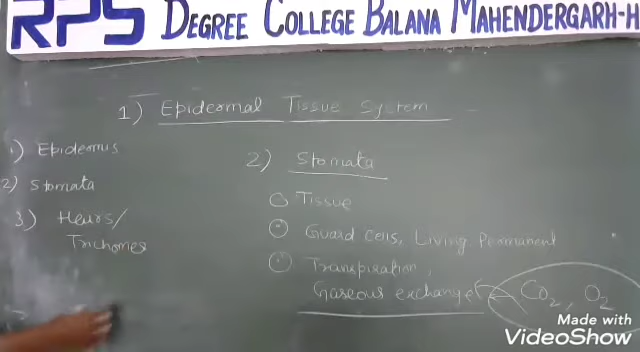 RPS DEGREE COLLEGE BALANA MAHENDERGARH-H
1) Epidermal Tissue System
1) Epidermis
2) Stomata
3) Hears/
Trichomes
2) Stomata
Tissue
Guard cells, Living Permanent
Transpiration,
Gaseous exchange CO2, O2
Made with
VideoShow